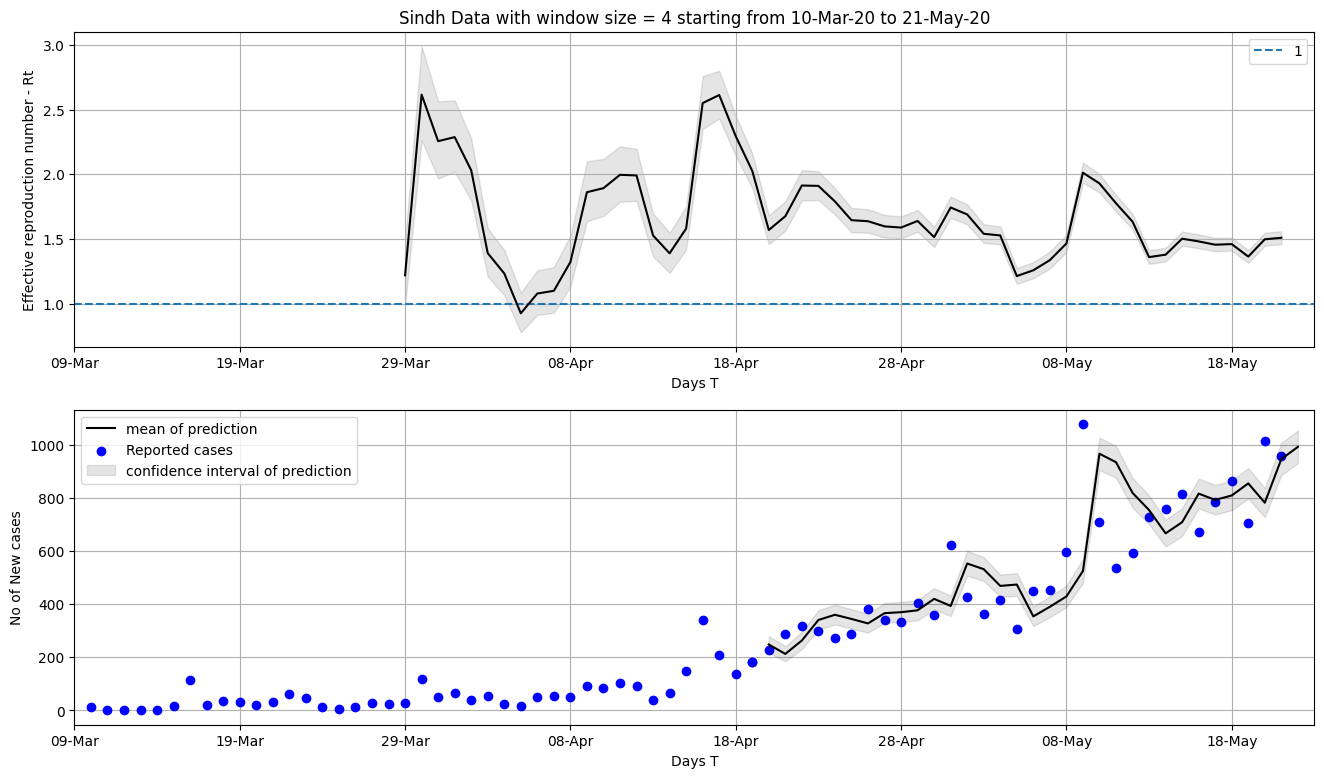 Sindh Data with window size = 4 starting from 10-Mar-20 to 21-May-20
Effective reproduction number - Rt
3.0
2.5
2.0
1.5
1.0
1
09-Mar 19-Mar 29-Mar 08-Apr 18-Apr 28-Apr 08-May 18-May
Days T
No of New cases
1000
800
600
400
200
0
mean of prediction
Reported cases
confidence interval of prediction
09-Mar 19-Mar 29-Mar 08-Apr 18-Apr 28-Apr 08-May 18-May
Days T